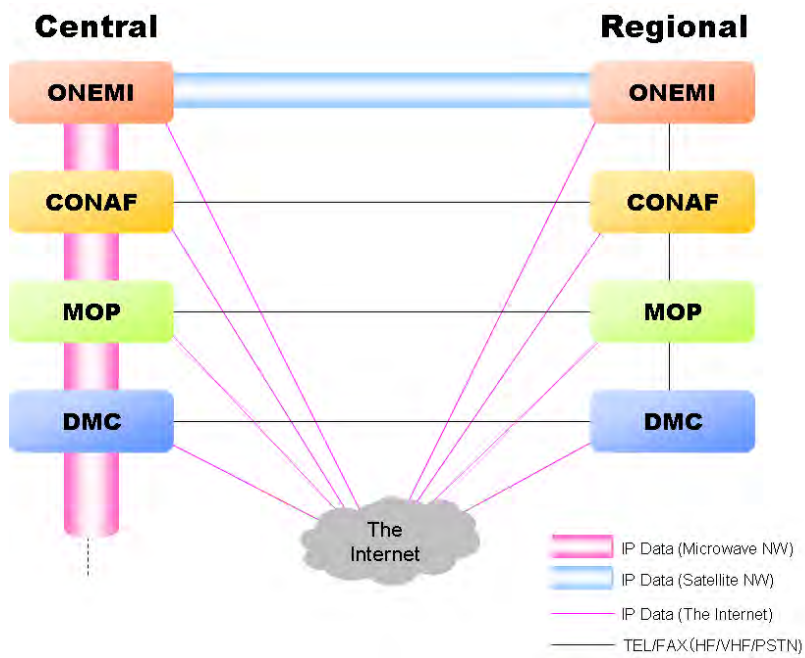 Central
Regional
ONEMI
ONEMI
CONAF
CONAF
MOP
MOP
DMC
DMC
The
Internet
IP Data (Microwave NW)
IP Data (Satellite NW)
IP Data (The Internet)
TEL/FAX(HF/VHF/PSTN)